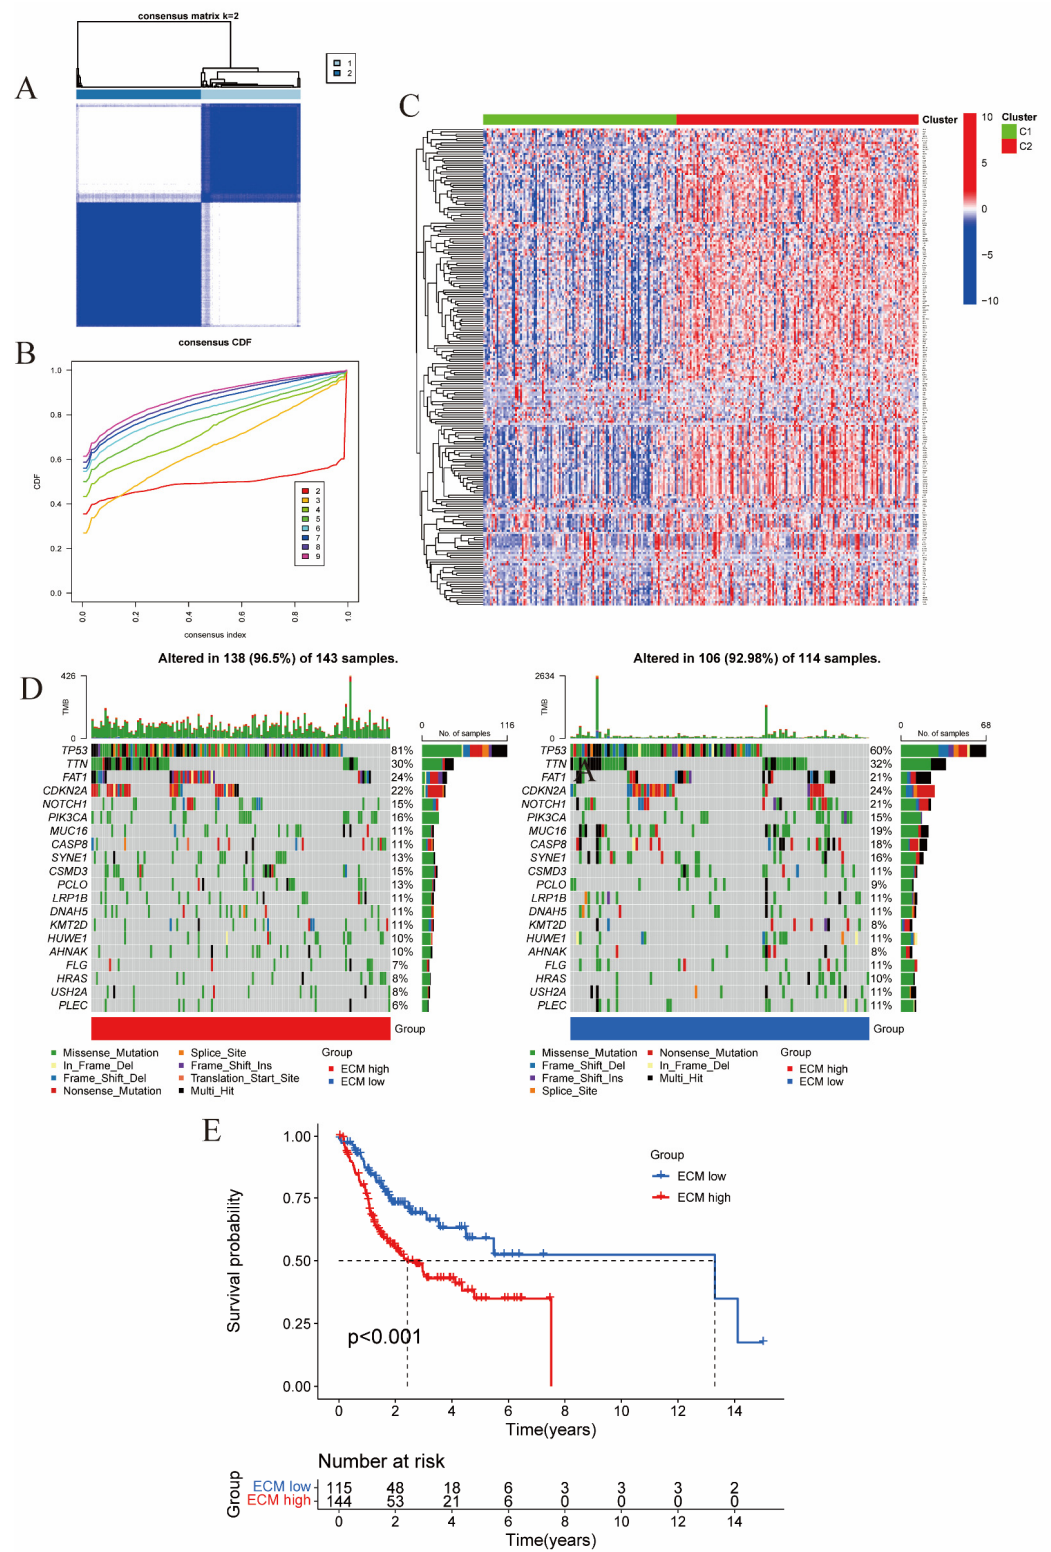 consensus matrix k=2
1
2
A
C
Cluster
10
5
0
−5
−10
Cluster
C1
C2
B
consensus CDF
CDF
1.0
0.8
0.6
0.4
0.2
0.0
2
3
4
5
6
7
8
9
0.0 0.2 0.4 0.6 0.8 1.0
consensus index
D
Altered in 138 (96.5%) of 143 samples.
426
0
TMB
0 116
No. of samples
TP53 81%
TTN 30%
FAT1 24%
CDKN2A 22%
NOTCH1 15%
PIK3CA 16%
MUC16 11%
CASP8 11%
SYNE1 13%
CSMD3 15%
PCLO 13%
LRP1B 11%
DNAH5 11%
KMT2D 11%
HUWE1 10%
AHNAK 10%
FLG 7%
HRAS 8%
USH2A 8%
PLEC 6%
Group
Missense_Mutation
In_Frame_Del
Frame_Shift_Del
Nonsense_Mutation
Splice_Site
Frame_Shift_Ins
Translation_Start_Site
Multi_Hit
Group
ECM high
ECM low
Altered in 106 (92.98%) of 114 samples.
2634
0
TMB
0 68
No. of samples
A
TP53 60%
TTN 32%
FAT1 21%
CDKN2A 24%
NOTCH1 21%
PIK3CA 15%
MUC16 19%
CASP8 18%
SYNE1 16%
CSMD3 11%
PCLO 9%
LRP1B 11%
DNAH5 11%
KMT2D 8%
HUWE1 11%
AHNAK 8%
FLG 11%
HRAS 10%
USH2A 11%
PLEC 11%
Group
Missense_Mutation
Frame_Shift_Del
Frame_Shift_Ins
Splice_Site
Nonsense_Mutation
In_Frame_Del
Multi_Hit
Group
ECM high
ECM low
E
Survival probability
1.00
0.75
0.50
0.25
0.00
p<0.001
Group
ECM low
ECM high
0 2 4 6 8 10 12 14
Time(years)
Number at risk
Group
ECM low 115 48 18 6 3 3 3 2
ECM high 144 53 21 6 0 0 0 0
0 2 4 6 8 10 12 14
Time(years)